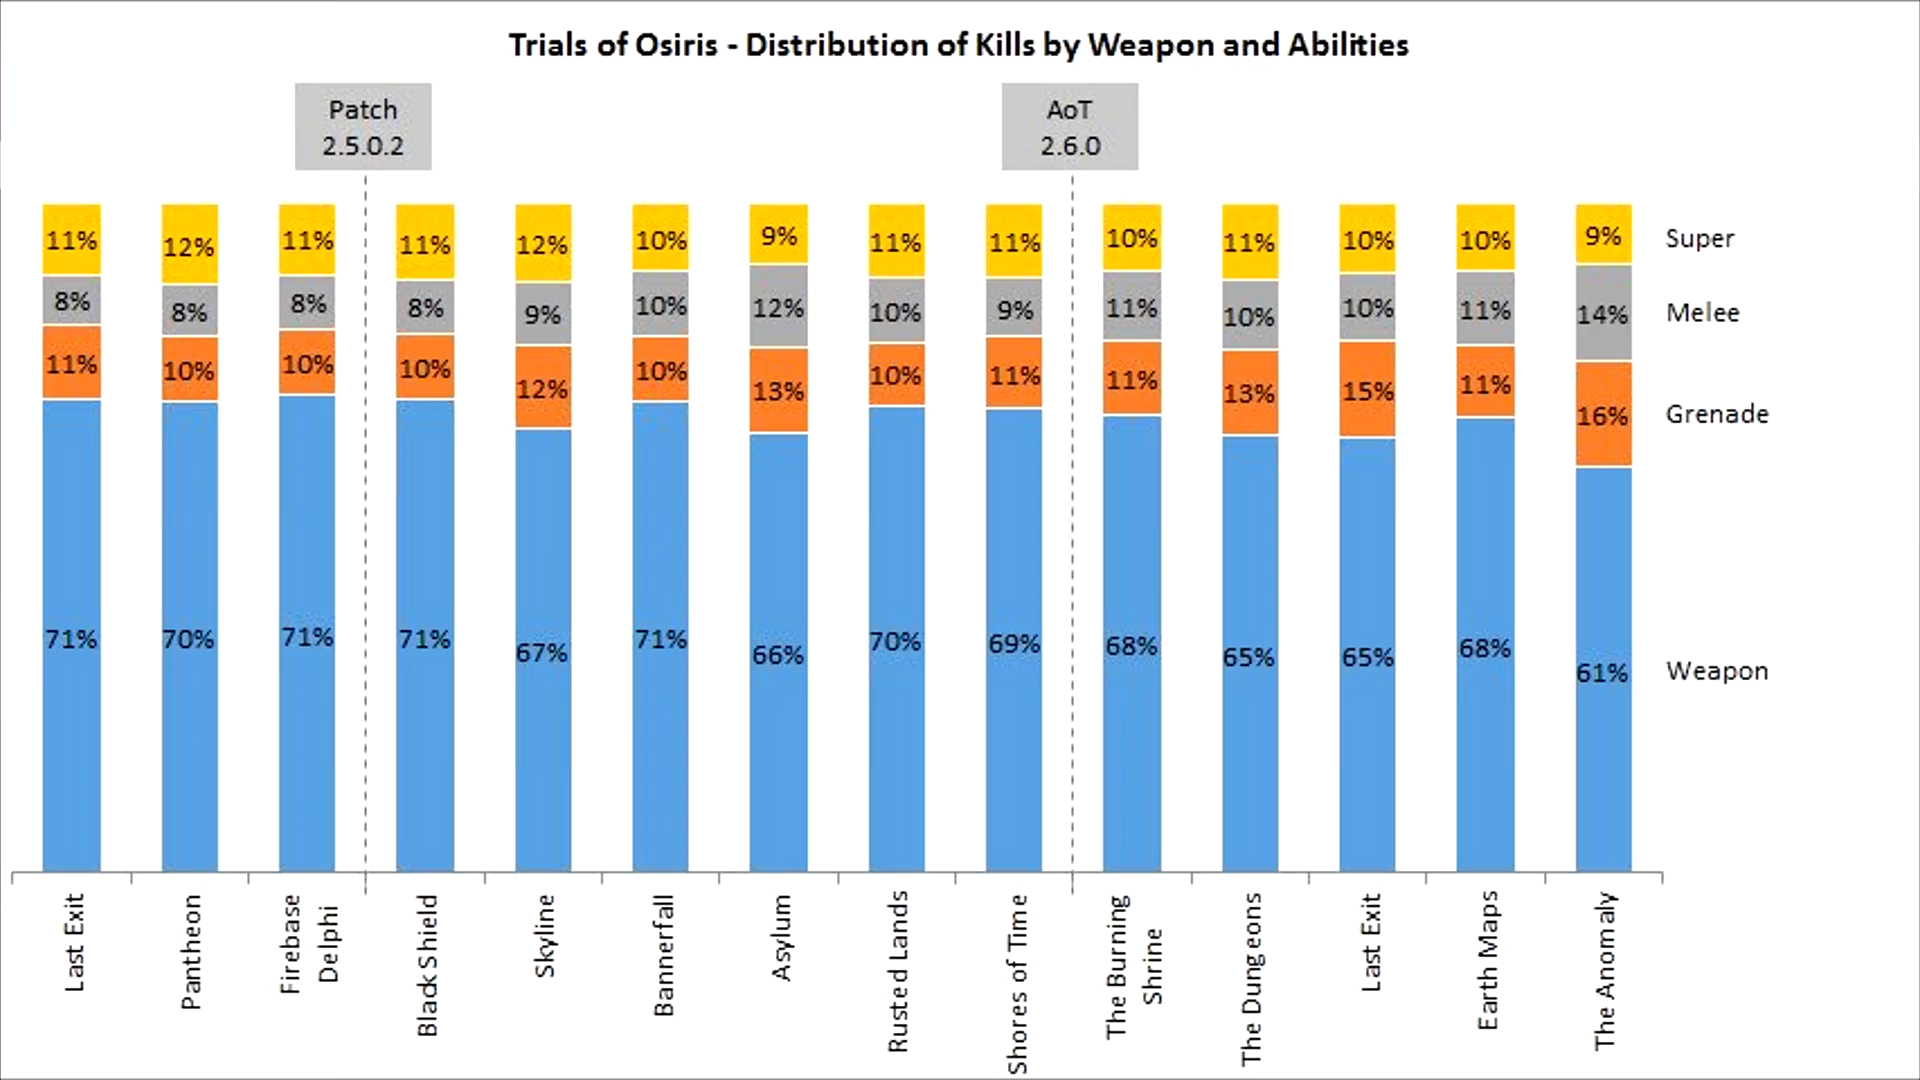 Trials of Osiris - Distribution of Kills by Weapon and Abilities
Patch
2.5.0.2
AoT
2.6.0
11% 12% 11% 11% 12% 10% 9% 11% 11% 10% 11% 10% 10% 9% Super
8% 8% 8% 8% 9% 10% 12% 10% 9% 11% 10% 10% 11% 14% Melee
11% 10% 10% 10% 12% 10% 13% 10% 11% 11% 13% 15% 11% 16% Grenade
71% 70% 71% 71% 67% 71% 66% 70% 69% 68% 65% 65% 68% 61% Weapon
Last Exit
Pantheon
Firebase
Delphi
Black Shield
Skyline
Bannerfall
Asylum
Rusted Lands
Shores of Time
The Burning
Shrine
The Dungeons
Last Exit
Earth Maps
The Anomaly